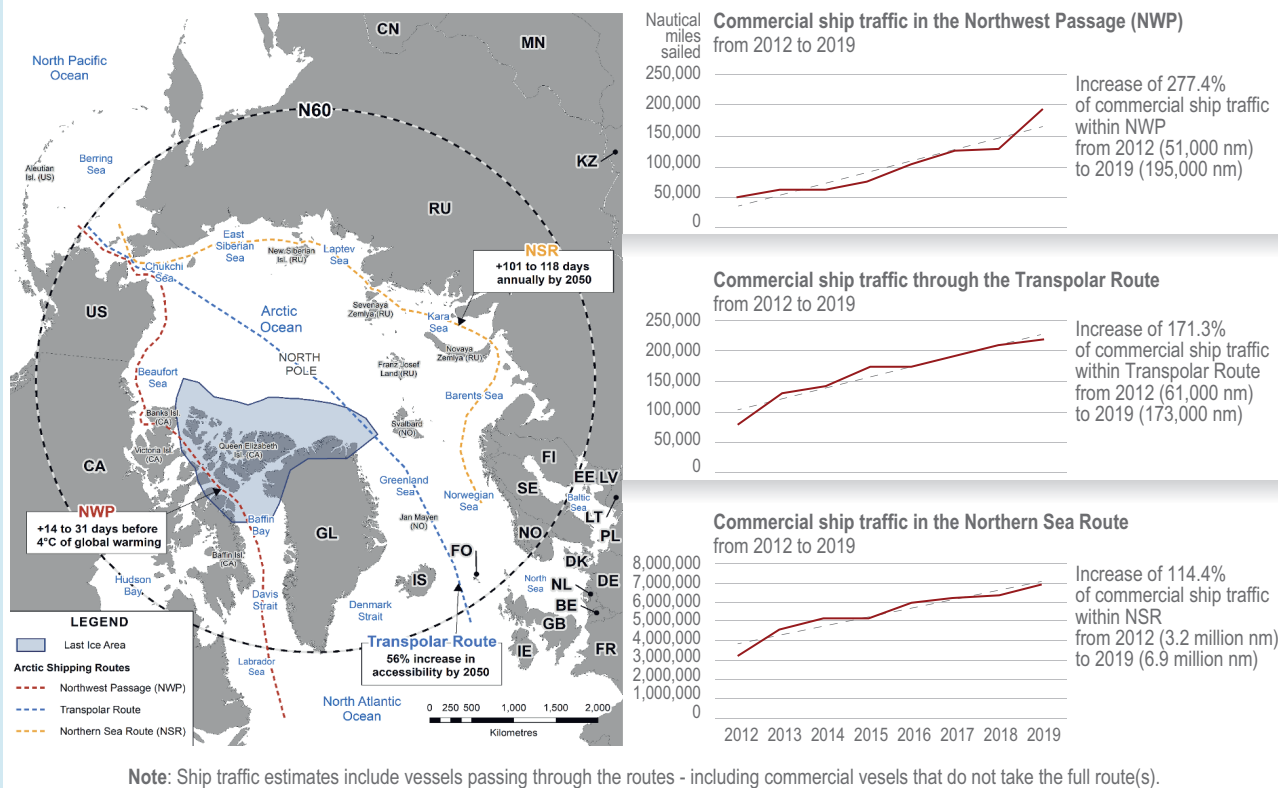 CN
MN
North Pacific
Ocean
N60
KZ
Berring
Sea
Aleutian
Isl. (US)
RU
East
Siberian
Sea
New Siberian
Isl. (RU)
Laptev
Sea
NSR
+101 to 118 days
annually by 2050
Chukchi
Sea
US
Arctic
Ocean
Sevenaya
Zemlya (RU)
Kara
Sea
NORTH
POLE
Novaya
Zemlya (RU)
Franz Josef
Land (RU)
Beaufort
Sea
Barents Sea
Banks Isl.
(CA)
Svalbard
(NO)
Victoria Isl.
(CA)
Queen Elizabeth
Isl. (CA)
CA
FI
Greenland
Sea
SE
EE
LV
Norwegian
Sea
Baltic
Sea
NWP
+14 to 31 days before
4°C of global warming
Baffin
Bay
Jan Mayen
(NO)
LT
GL
NO
PL
Baffin Isl.
(CA)
FO
DK
IS
North
Sea
NL
DE
Hudson
Bay
Davis
Strait
Denmark
Strait
BE
GB
Transpolar Route
56% increase in
accessibility by 2050
IE
FR
Labrador
Sea
North Atlantic
Ocean
0 250 500 1,000 1,500 2,000
Kilometres
LEGEND
Last Ice Area
Arctic Shipping Routes
Northwest Passage (NWP)
Transpolar Route
Northern Sea Route (NSR)
Nautical
miles
sailed
Commercial ship traffic in the Northwest Passage (NWP)
from 2012 to 2019
250,000
200,000
150,000
100,000
50,000
0
Increase of 277.4%
of commercial ship traffic
within NWP
from 2012 (51,000 nm)
to 2019 (195,000 nm)
Commercial ship traffic through the Transpolar Route
from 2012 to 2019
250,000
200,000
150,000
100,000
50,000
0
Increase of 171.3%
of commercial ship traffic
within Transpolar Route
from 2012 (61,000 nm)
to 2019 (173,000 nm)
Commercial ship traffic in the Northern Sea Route
from 2012 to 2019
8,000,000
7,000,000
6,000,000
5,000,000
4,000,000
3,000,000
2,000,000
1,000,000
0
2012 2013 2014 2015 2016 2017 2018 2019
Increase of 114.4%
of commercial ship traffic
within NSR
from 2012 (3.2 million nm)
to 2019 (6.9 million nm)
Note: Ship traffic estimates include vessels passing through the routes - including commercial vesels that do not take the full route(s).